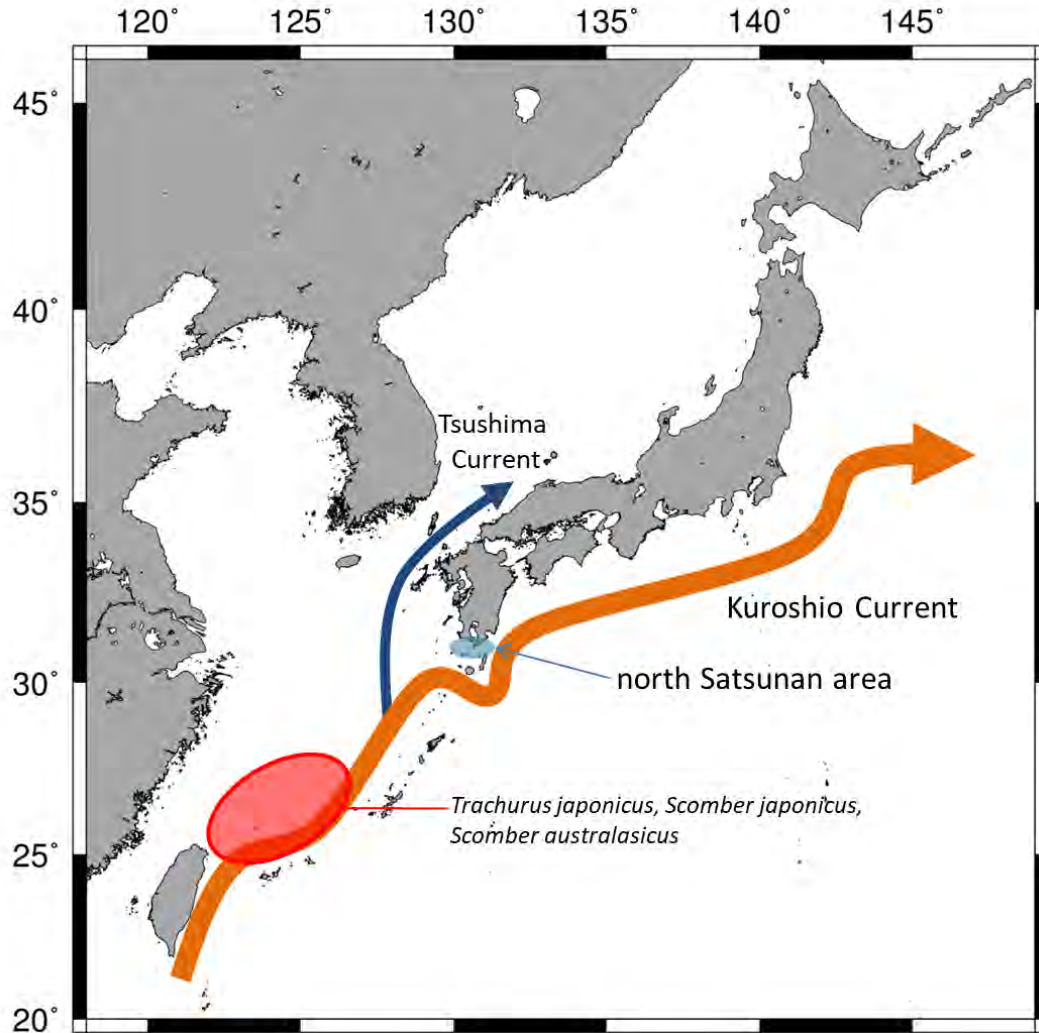 120° 125° 130° 135° 140° 145°
45°
40°
Tsushima
Current
35°
Kuroshio Current
30°
north Satsunan area
Trachurus japonicus, Scomber japonicus,
Scomber australasicus
25°
20°